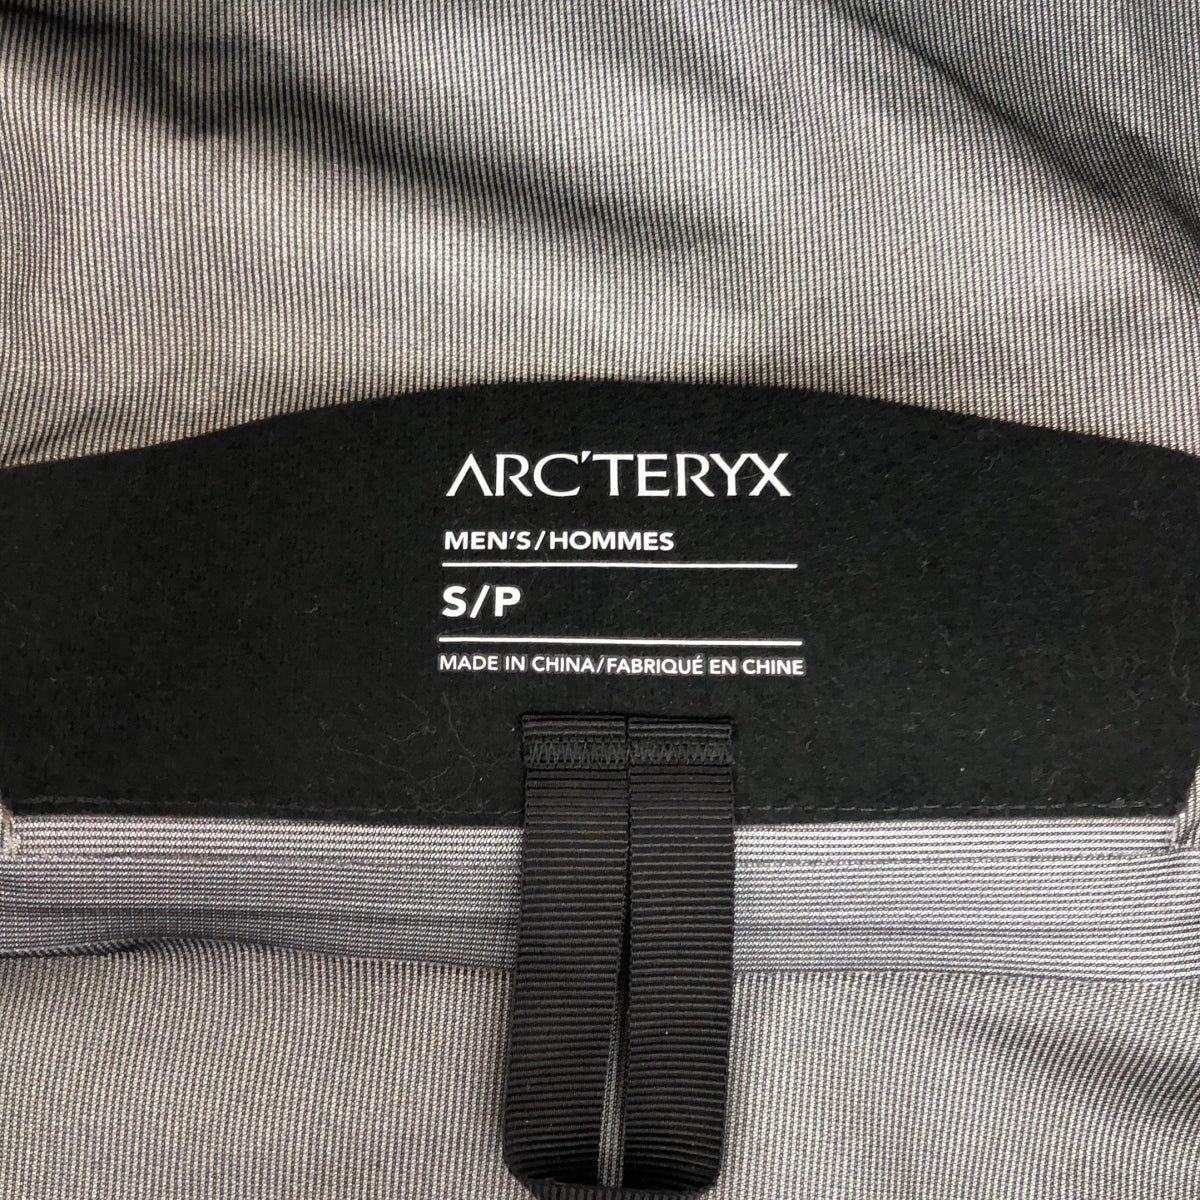 ARC'TERYX
MEN'S/HOMMES
S/P
MADE IN CHINA/FABRIQUÉ EN CHINE